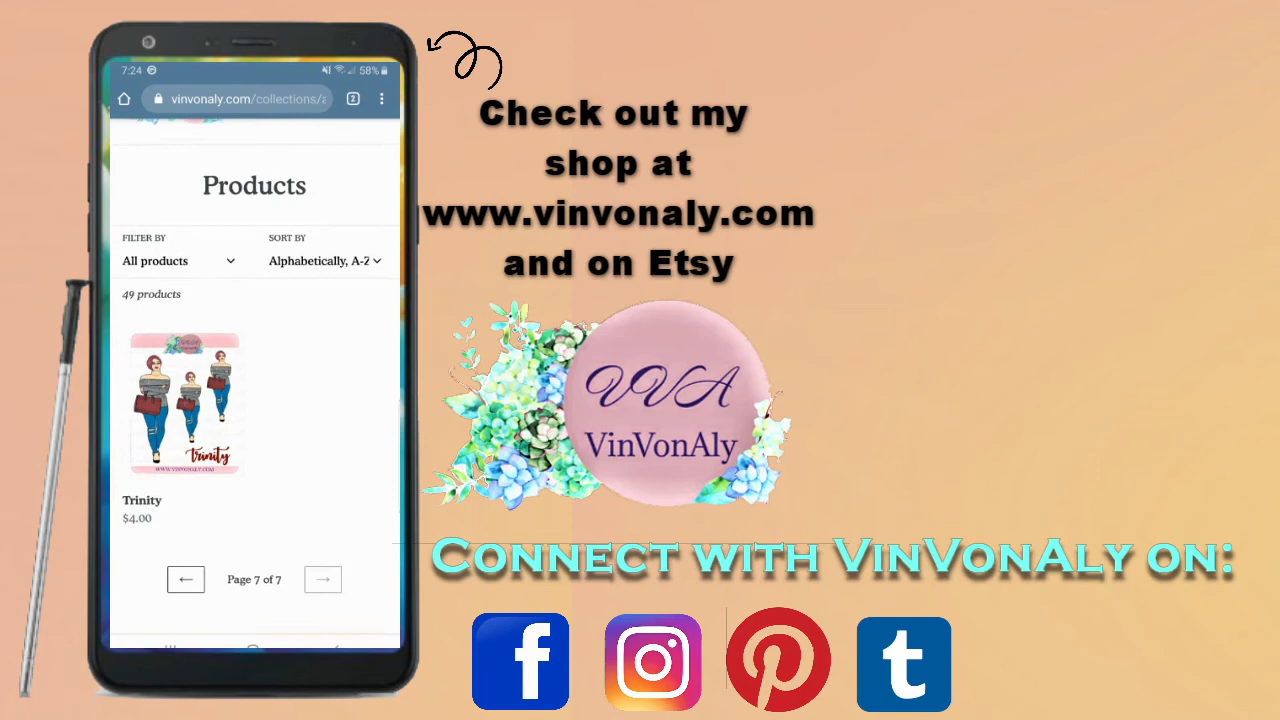 7:24
58%
vinvonaly.com/collections/a
2
Products
FILTER BY
SORT BY
All products
Alphabetically, A-Z
49 products
Trinity
WWW.VINVONALY.COM
Trinity
$4.00
← Page 7 of 7 →
Check out my
shop at
www.vinvonaly.com
and on Etsy
VVA
VinVonAly
Connect with VinVonAly on:
f
t